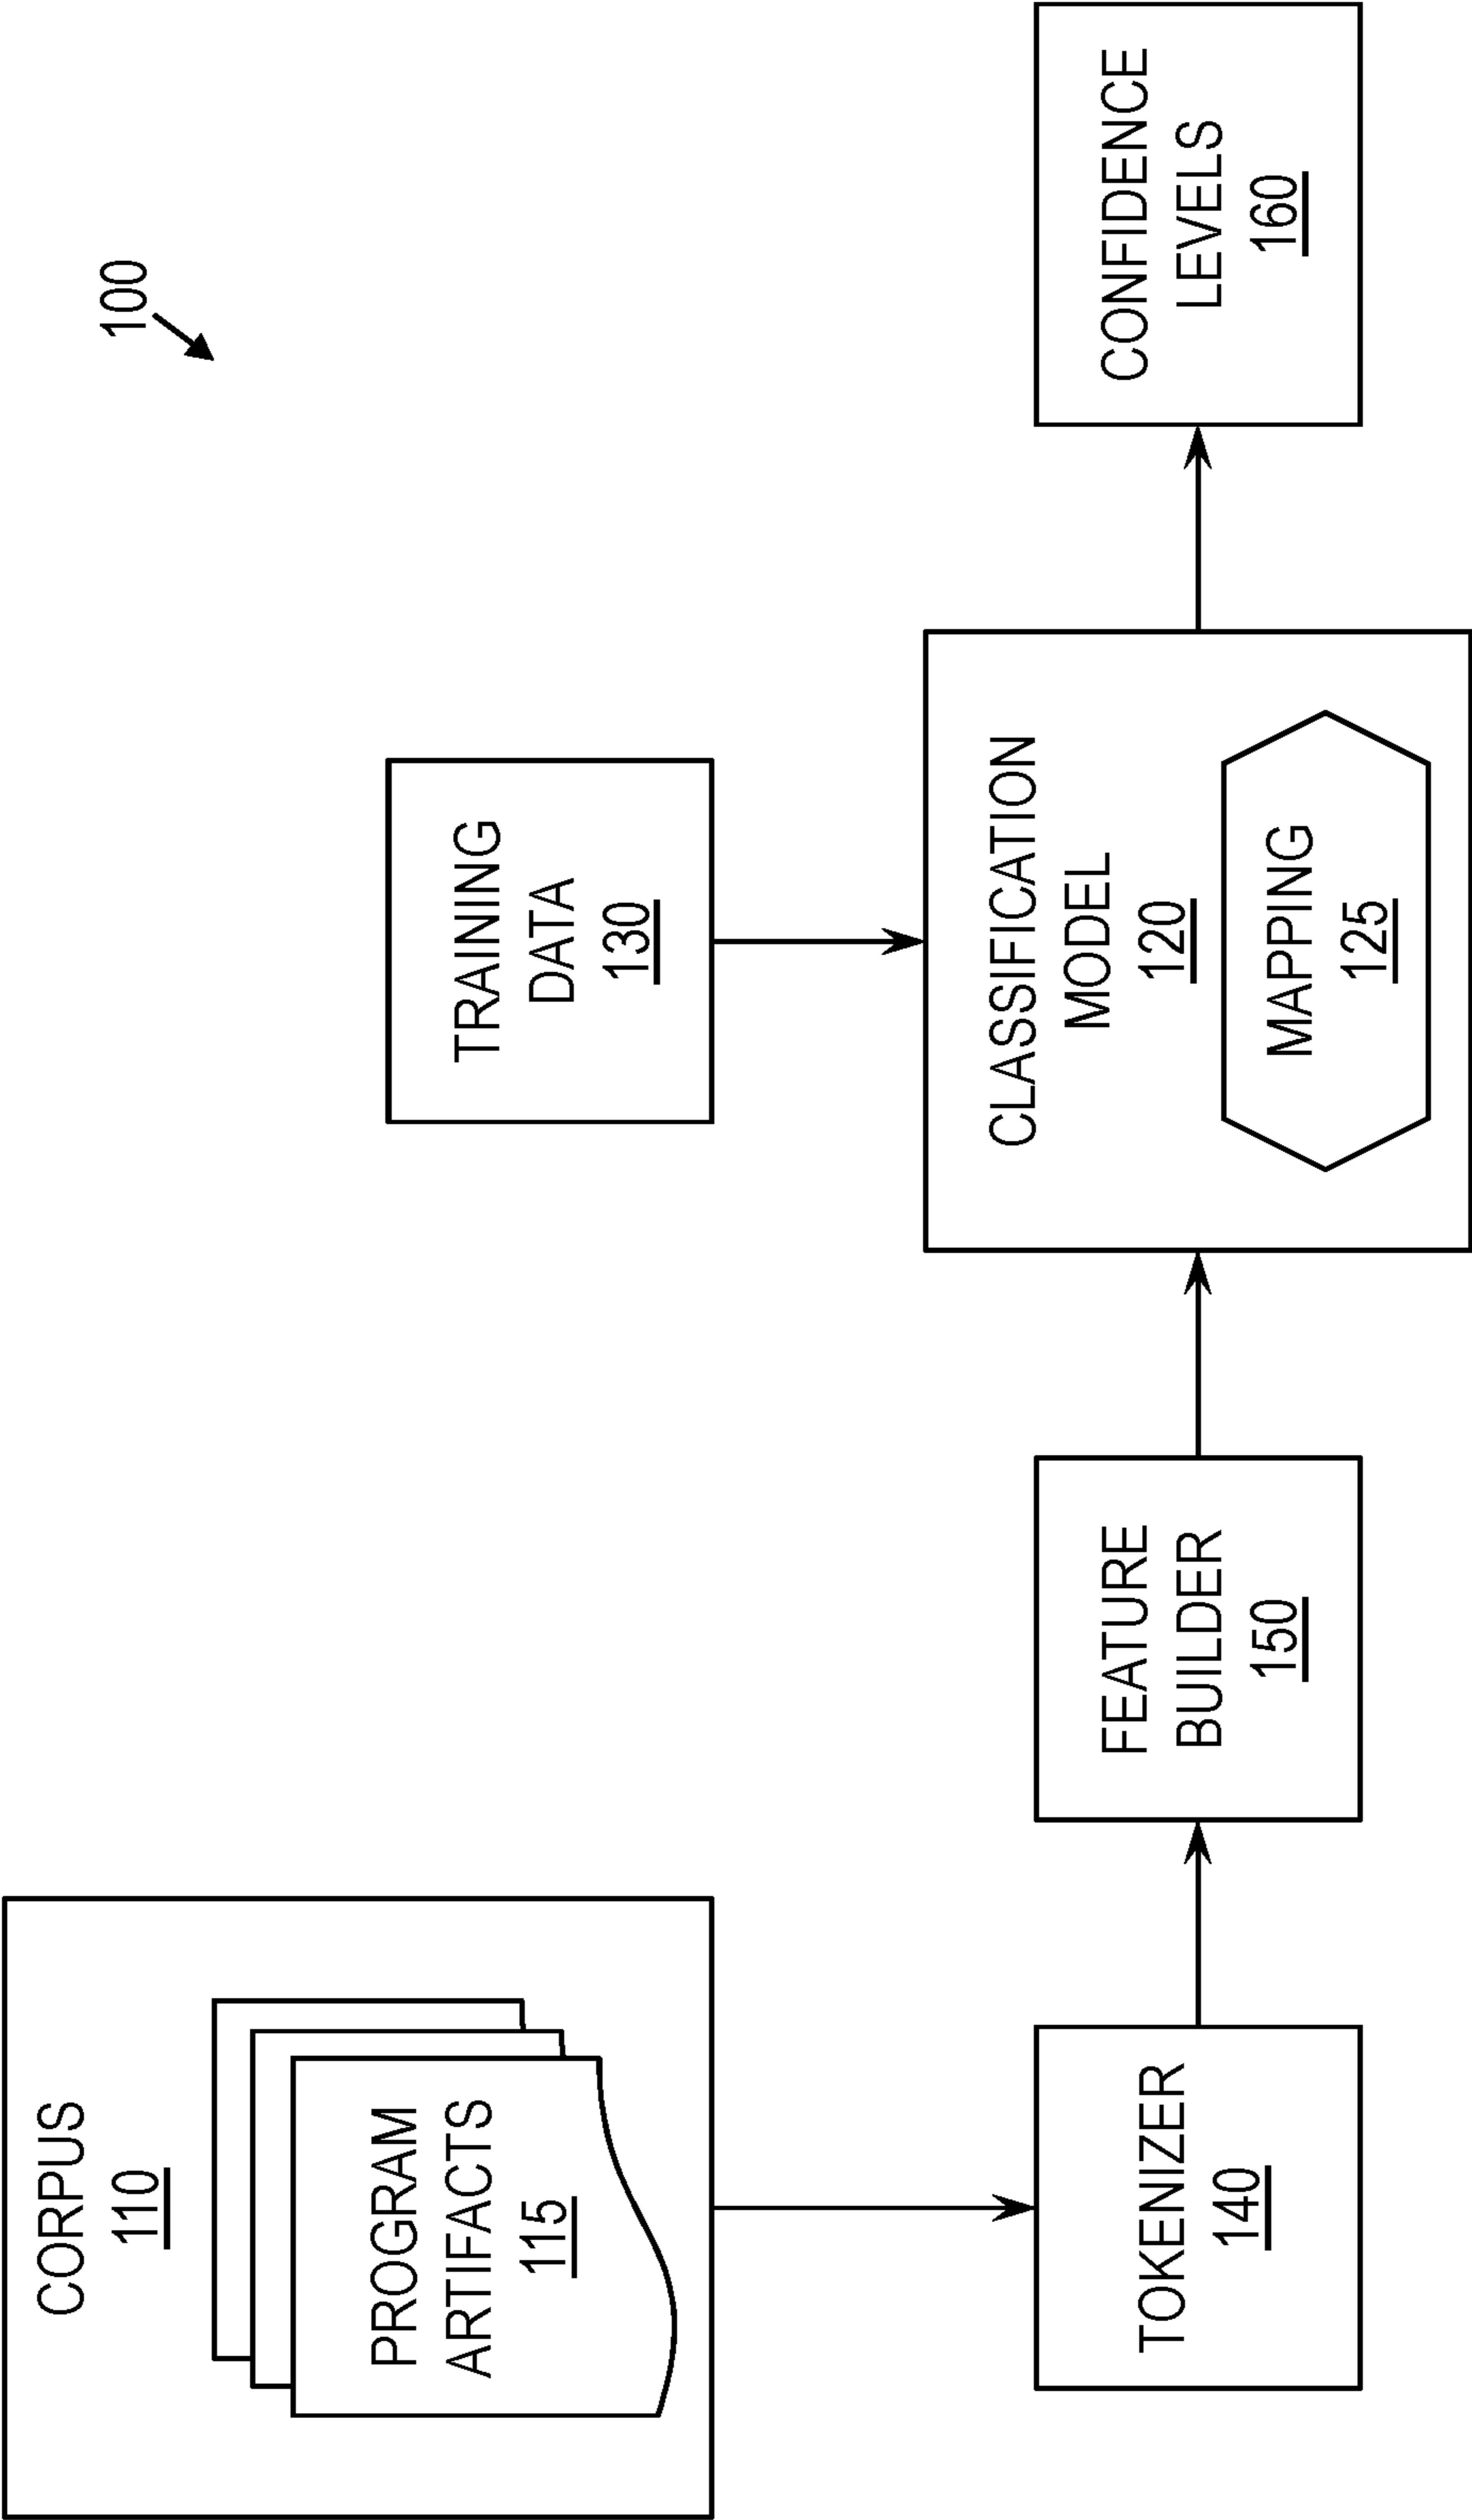 100
CORPUS
110
PROGRAM
ARTIFACTS
115
TRAINING
DATA
130
TOKENIZER
140
FEATURE
BUILDER
150
CLASSIFICATION
MODEL
120
MAPPING
125
CONFIDENCE
LEVELS
160